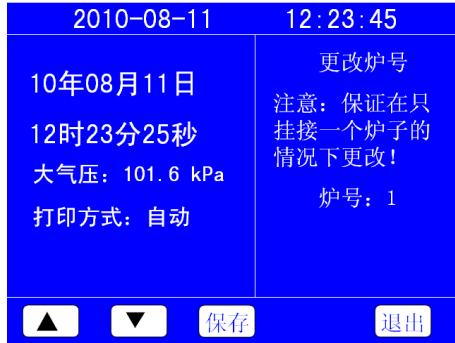 2010-08-11 12:23:45
10年08月11日
12时23分25秒
大气压：101.6 kPa
打印方式：自动
更改炉号
注意：保证在只
挂接一个炉子的
情况下更改！
炉号：1
▲ ▼ 保存 退出